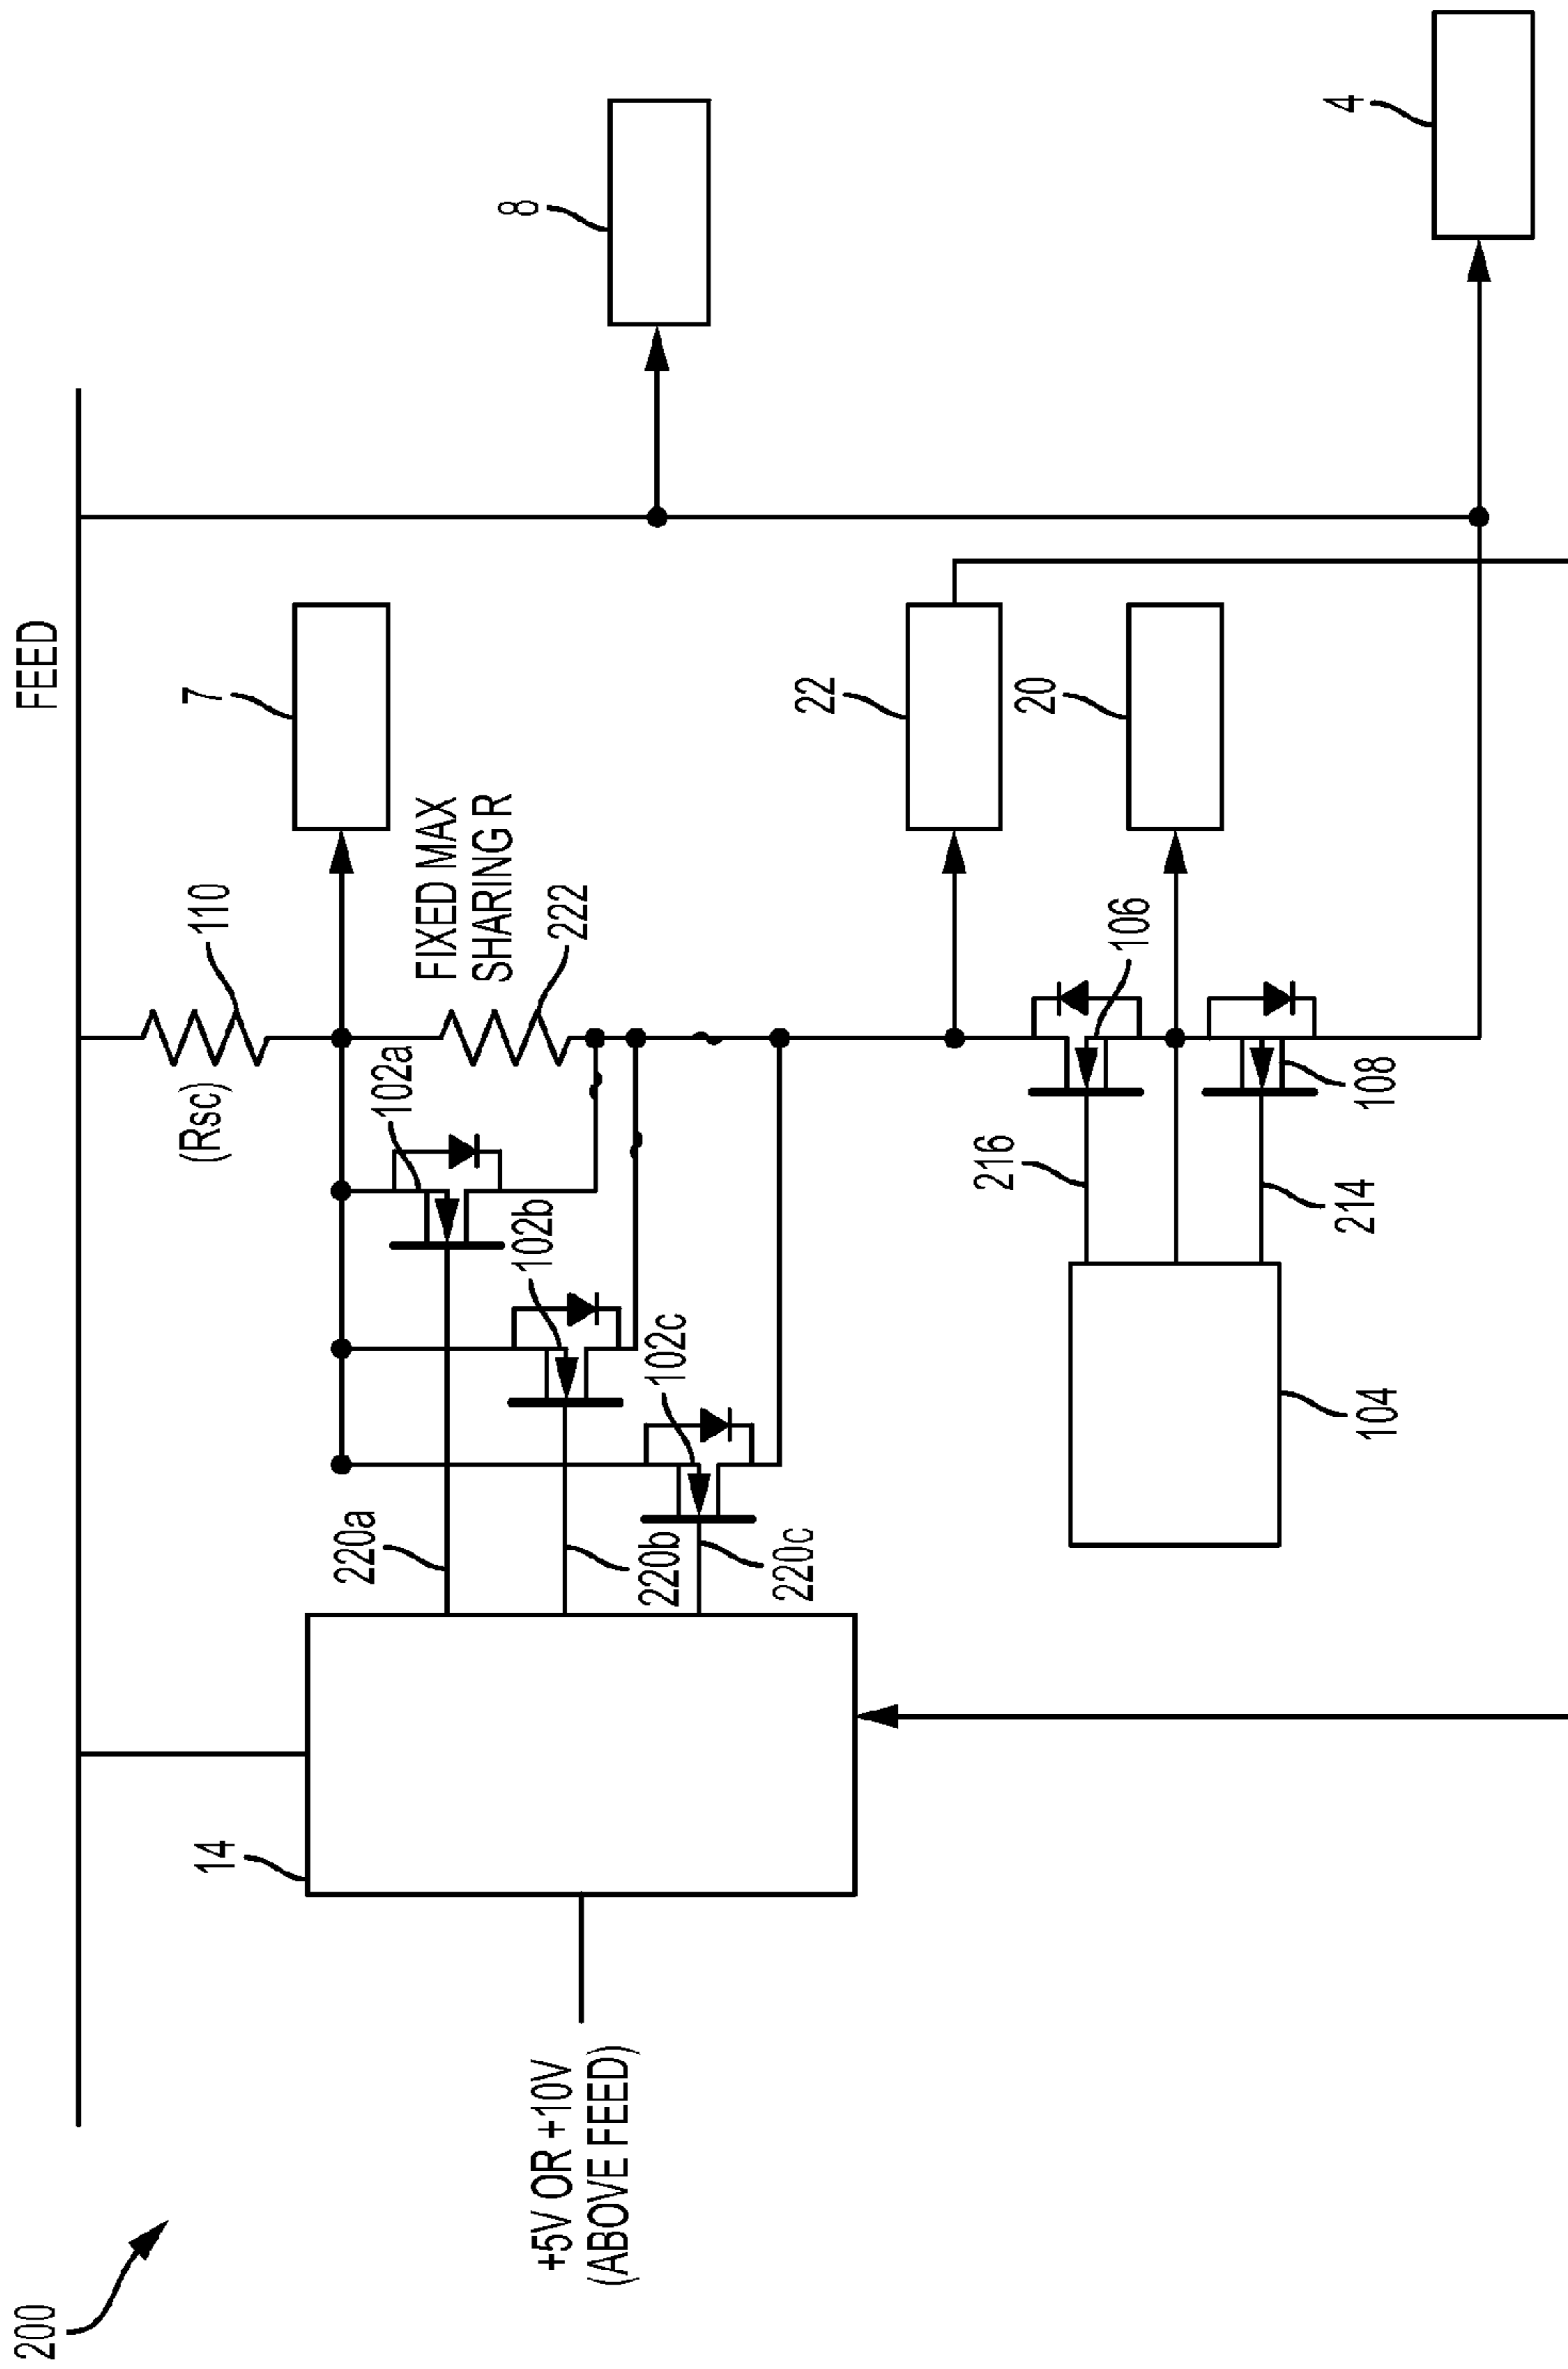 200
FEED
+5V OR +10V
(ABOVE FEED)
14
220a
220b
220c
(Rsc)
110
7
102a
102b
102c
FIXED MAX
SHARING R
222
8
22
20
216
106
214
108
104
4